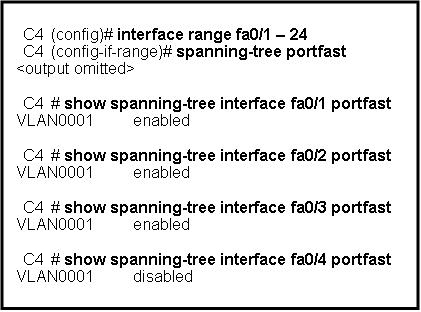 C4 (config)# interface range fa0/1 – 24
C4 (config-if-range)# spanning-tree portfast
<output omitted>
C4 # show spanning-tree interface fa0/1 portfast
VLAN0001 enabled
C4 # show spanning-tree interface fa0/2 portfast
VLAN0001 enabled
C4 # show spanning-tree interface fa0/3 portfast
VLAN0001 enabled
C4 # show spanning-tree interface fa0/4 portfast
VLAN0001 disabled